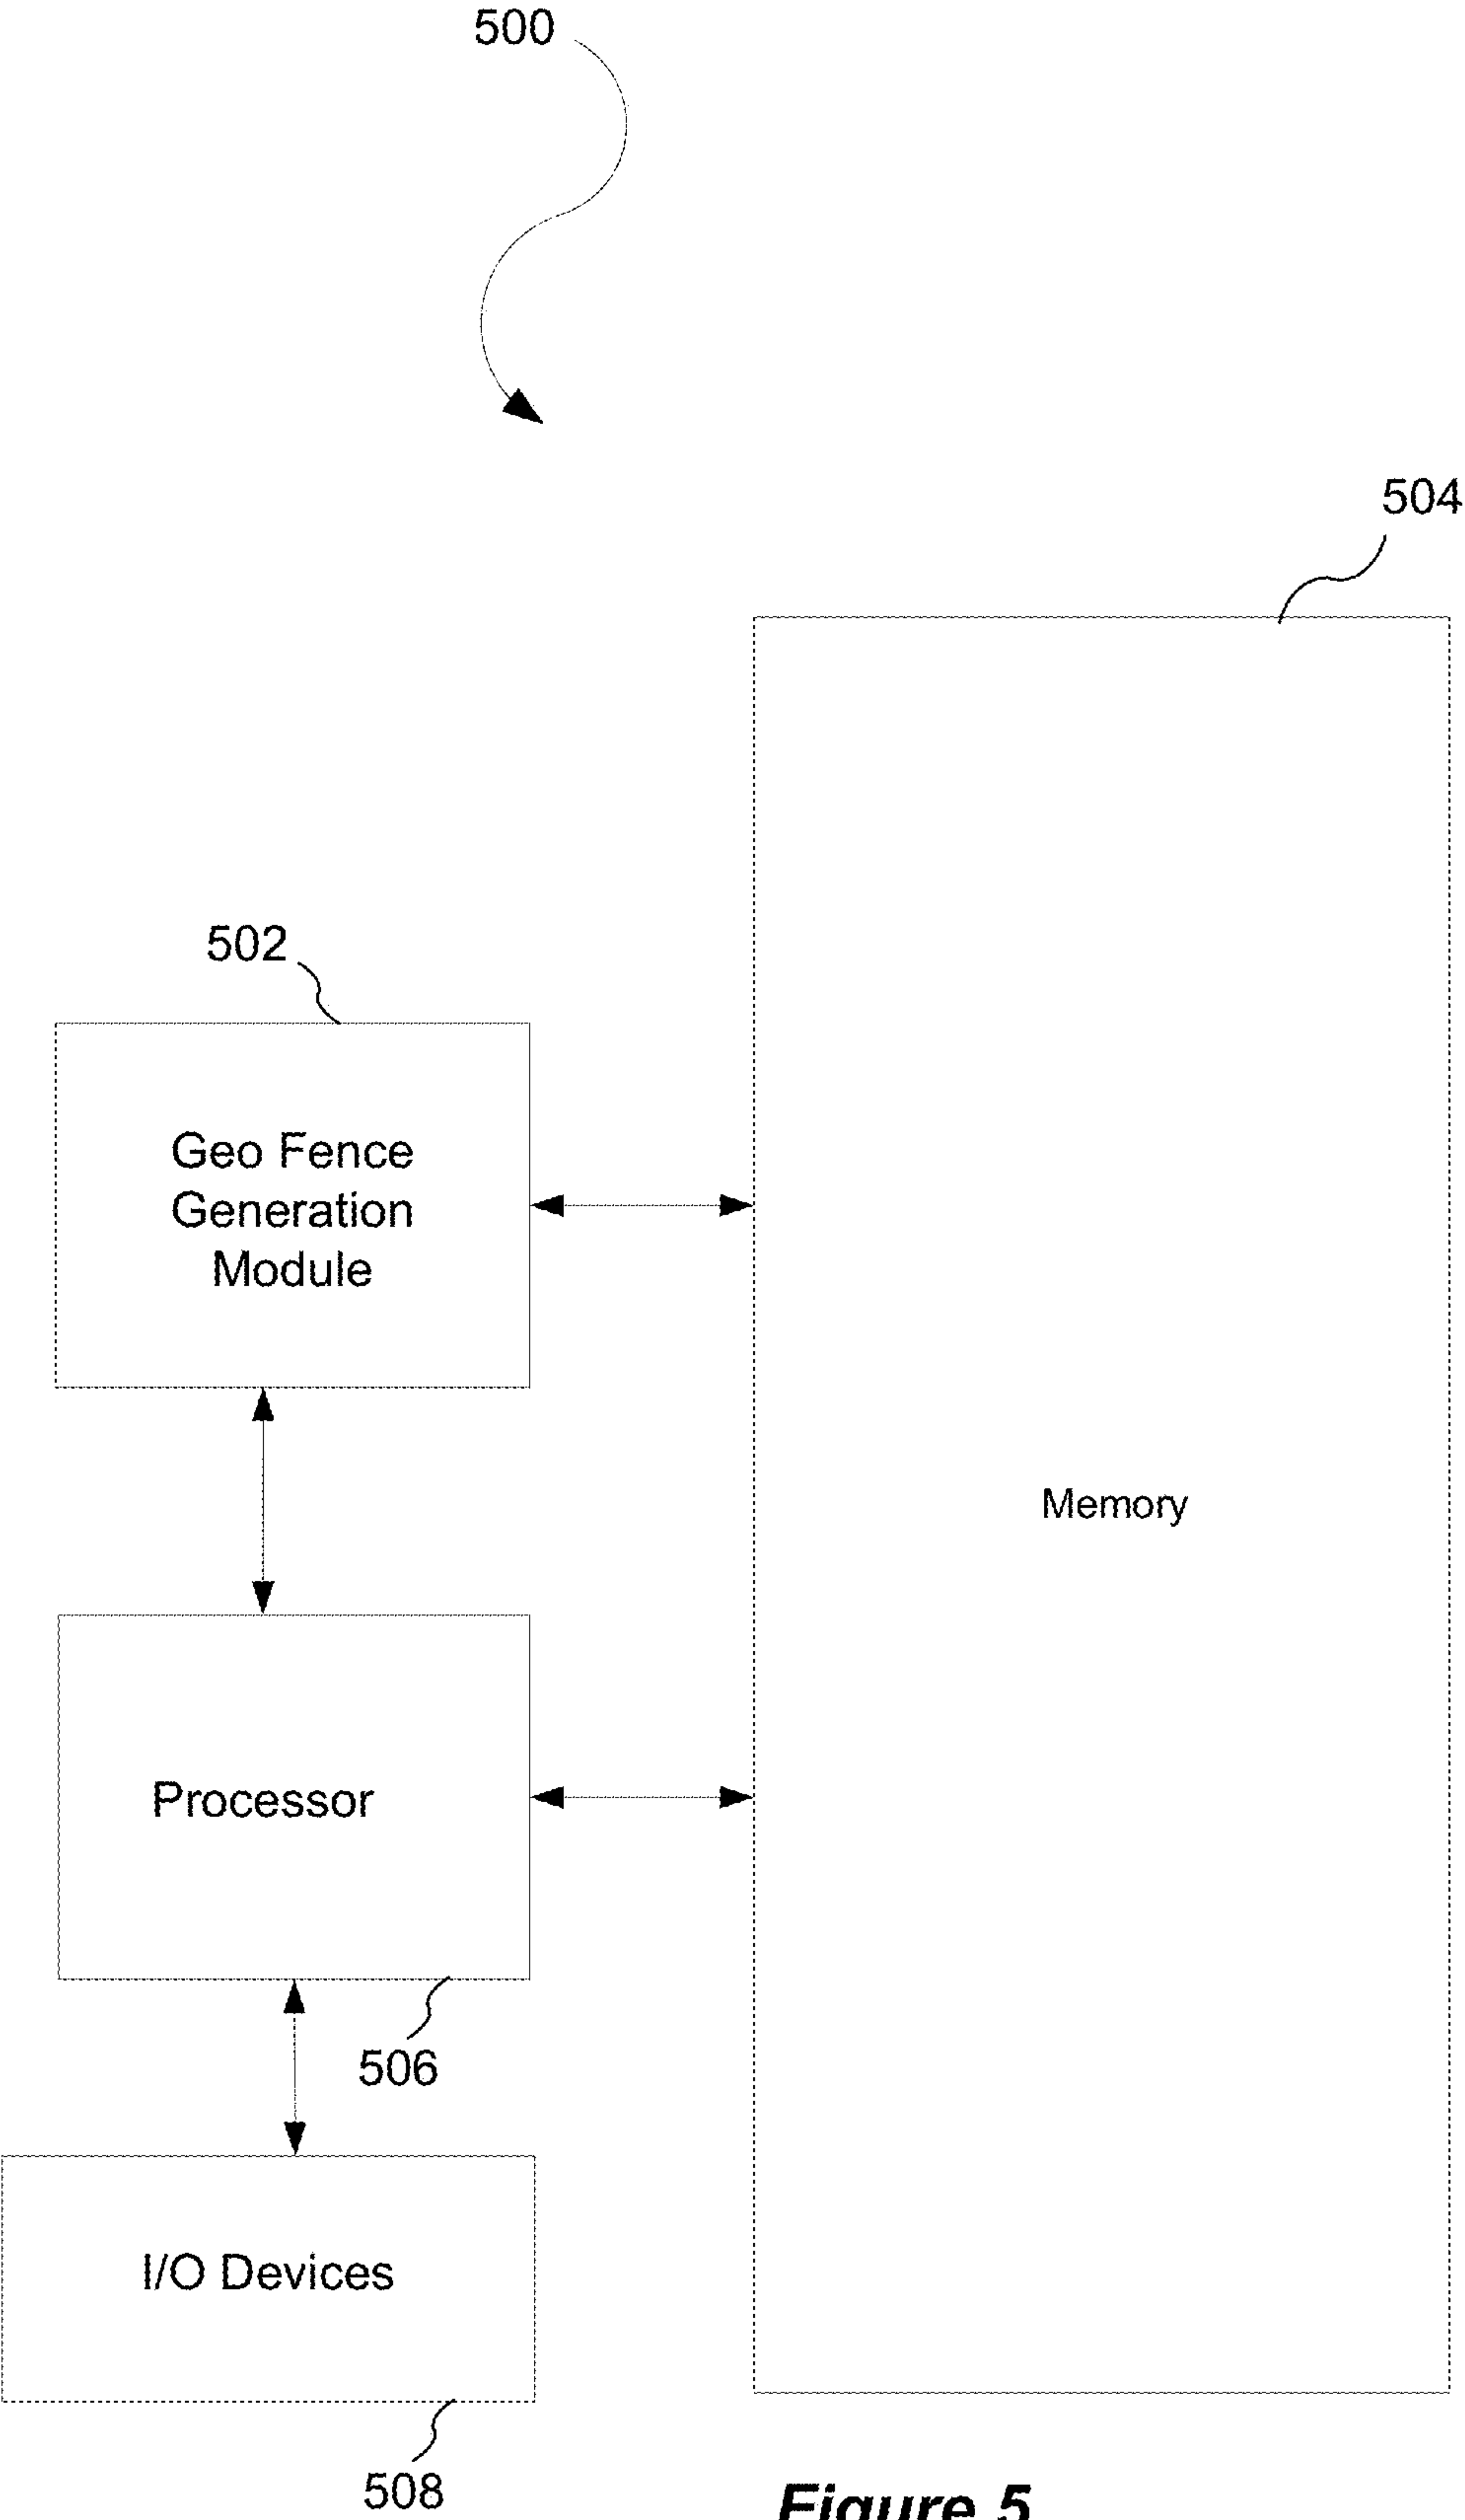 500
504
502
Geo Fence
Generation
Module
Memory
Processor
506
I/O Devices
508
Figure 5